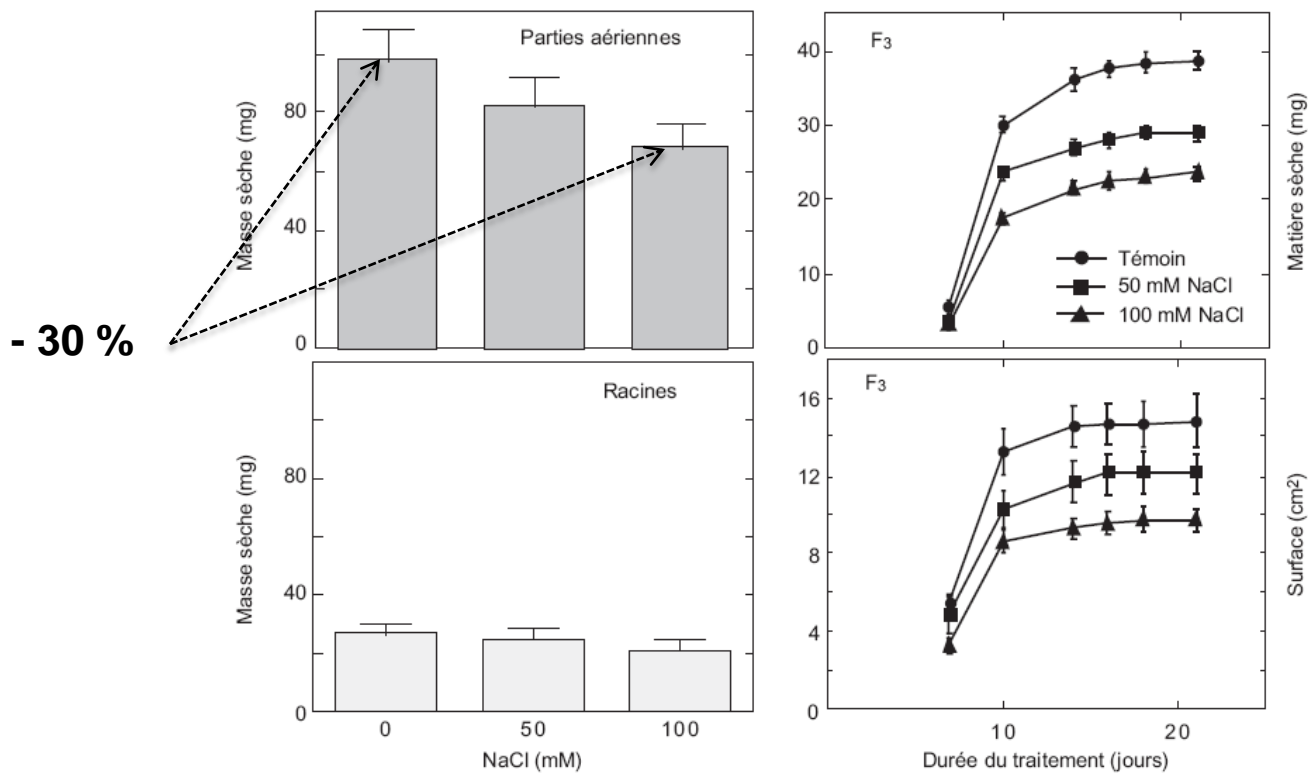 Parties aériennes
Masse sèche (mg)
80
40
0
- 30 %
Racines
Masse sèche (mg)
80
40
0
0 50 100
NaCl (mM)
F3
40
30
20
10
0
Matière sèche (mg)
Témoin
50 mM NaCl
100 mM NaCl
F3
16
12
8
4
0
Surface (cm²)
10 20
Durée du traitement (jours)